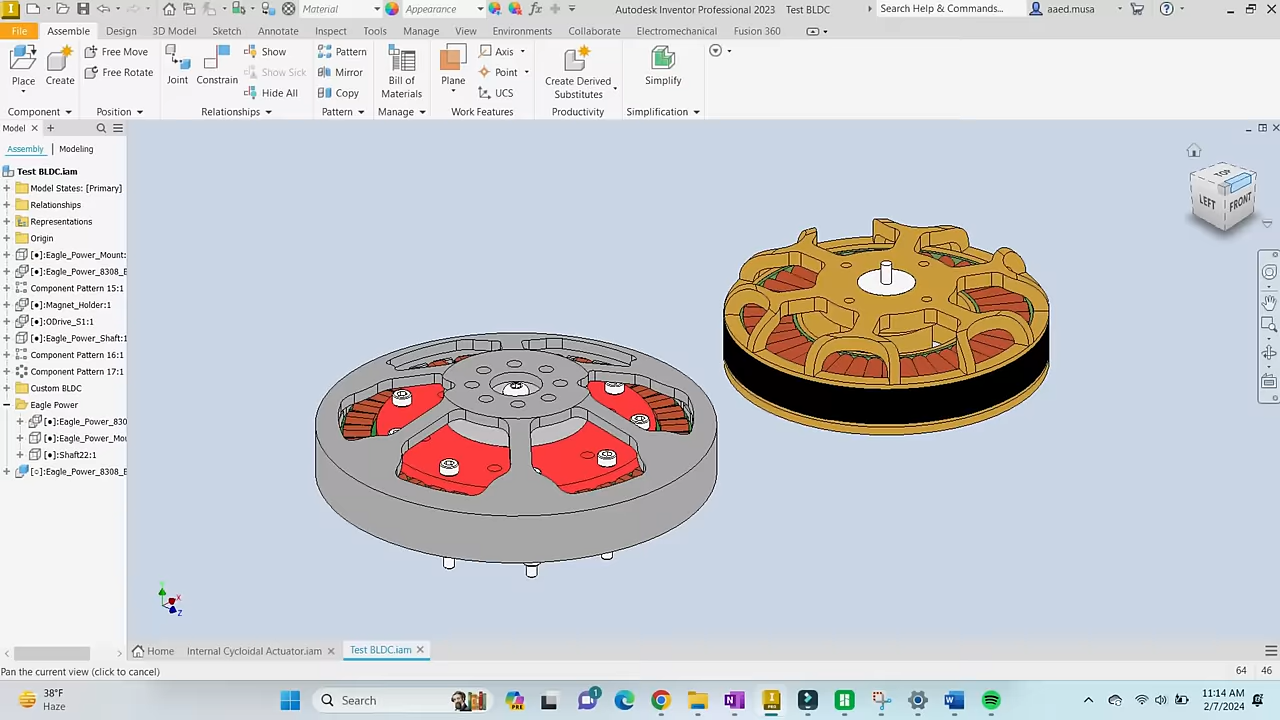 Material
Appearance
Autodesk Inventor Professional 2023 Test BLDC
Search Help & Commands...
aaed.musa
File
Assemble
Design
3D Model
Sketch
Annotate
Inspect
Tools
Manage
View
Environments
Collaborate
Electromechanical
Fusion 360
Place
Create
Free Move
Free Rotate
Joint
Constrain
Show
Show Sick
Hide All
Pattern
Mirror
Copy
Bill of
Materials
Plane
Axis
Point
UCS
Create Derived
Substitutes
Simplify
Component
Position
Relationships
Pattern
Manage
Work Features
Productivity
Simplification
Model
Assembly
Modeling
Test BLDC.iam
Model States: [Primary]
Relationships
Representations
Origin
[●]:Eagle_Power_Mount:
[●]:Eagle_Power_8308_E
Component Pattern 15:1
[●]:Magnet_Holder:1
[●]:ODrive_S1:1
[●]:Eagle_Power_Shaft:1
Component Pattern 16:1
Component Pattern 17:1
Custom BLDC
Eagle Power
[●]:Eagle_Power_830
[●]:Eagle_Power_Mou
[●]:Shaft22:1
[○]:Eagle_Power_8308_E
TOP
LEFT
FRONT
Y
X
Z
Home
Internal Cycloidal Actuator.iam
Test BLDC.iam
Pan the current view (click to cancel)
64
46
38°F
Haze
Search
1
11:14 AM
2/7/2024